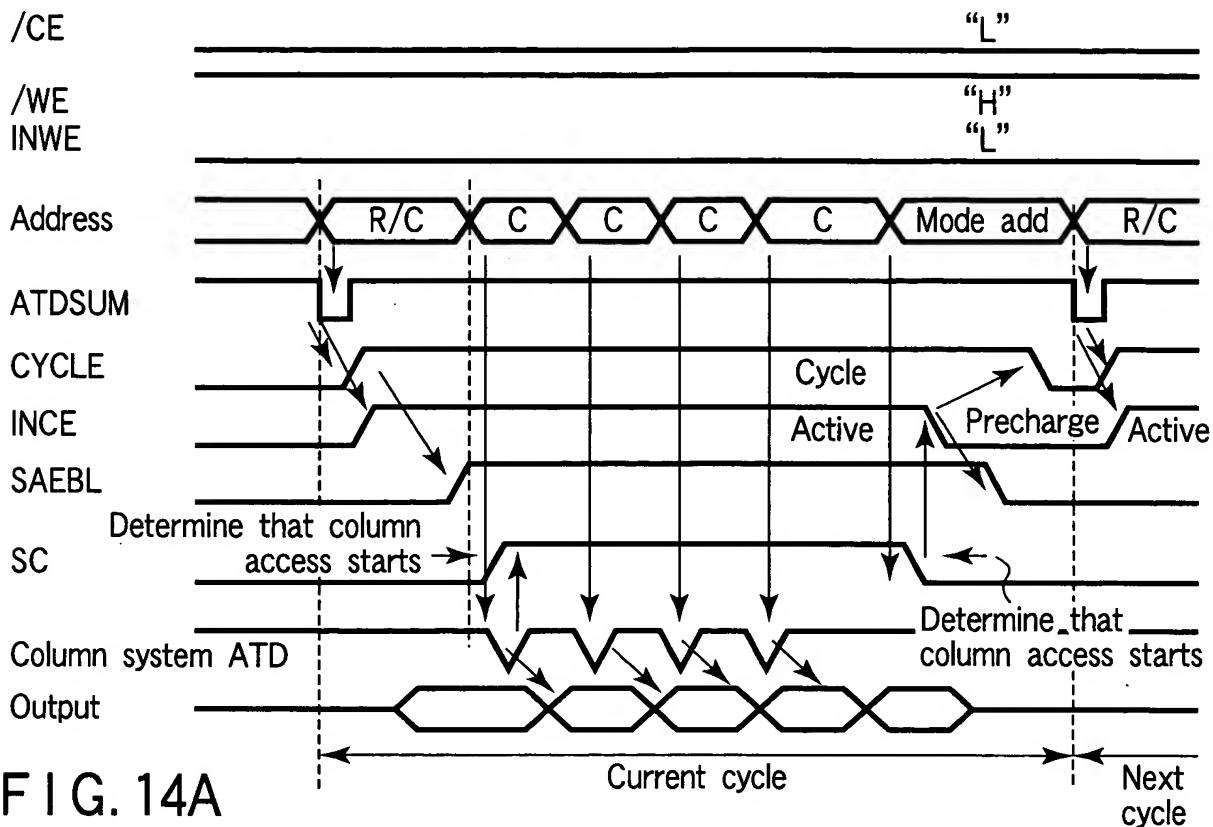 /CE “L”
/WE “H”
INWE “L”
Address R/C C C C C Mode add R/C
ATDSUM
CYCLE Cycle
INCE Active Precharge Active
SAEBL
Determine that column
access starts
SC
Determine that
column access starts
Column system ATD
Output
Current cycle
Next
cycle
FIG. 14A